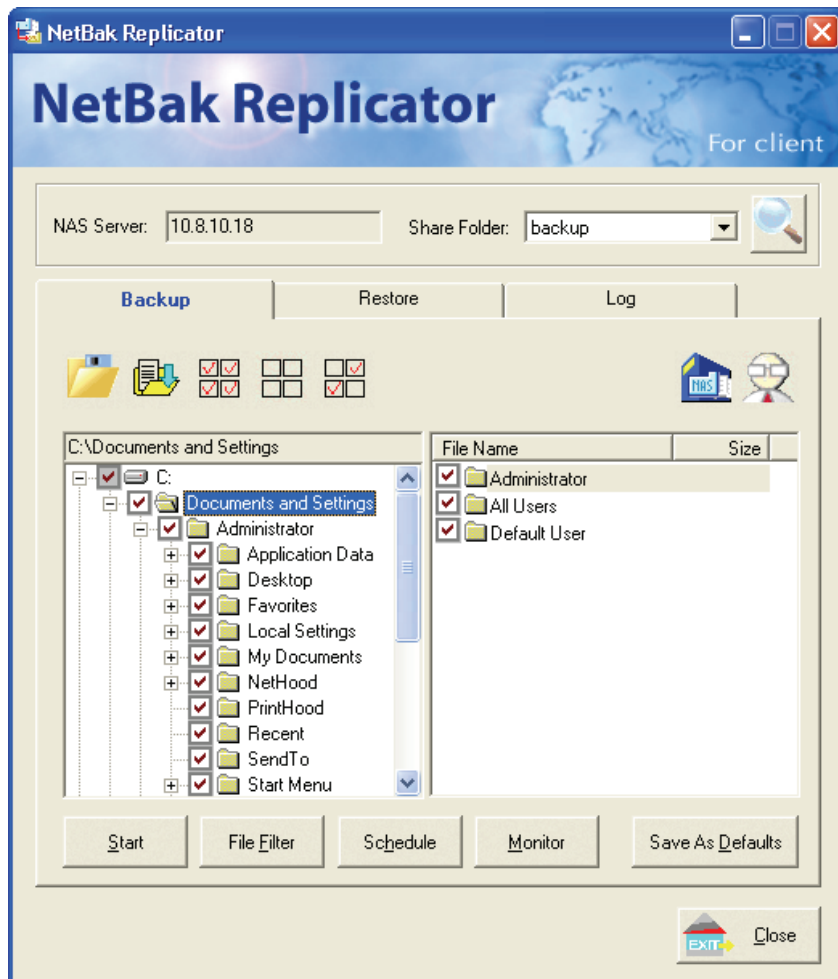 NetBak Replicator
NetBak Replicator
For client
NAS Server: 10.8.10.18 Share Folder: backup
Backup Restore Log
NAS
C:\Documents and Settings
C:
Documents and Settings
Administrator
Application Data
Desktop
Favorites
Local Settings
My Documents
NetHood
PrintHood
Recent
SendTo
Start Menu
File Name Size
Administrator
All Users
Default User
Start File Filter Schedule Monitor Save As Defaults
EXIT Close